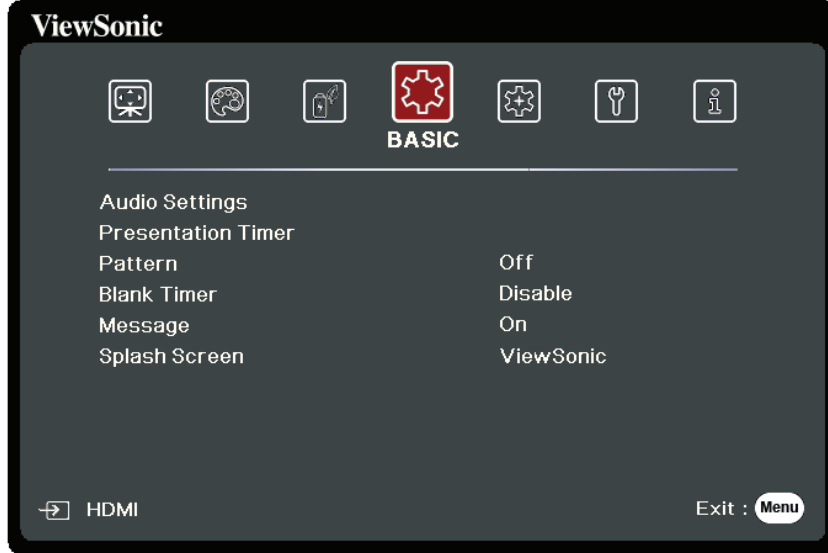 ViewSonic
BASIC
Audio Settings
Presentation Timer
Pattern Off
Blank Timer Disable
Message On
Splash Screen ViewSonic
HDMI Exit : Menu